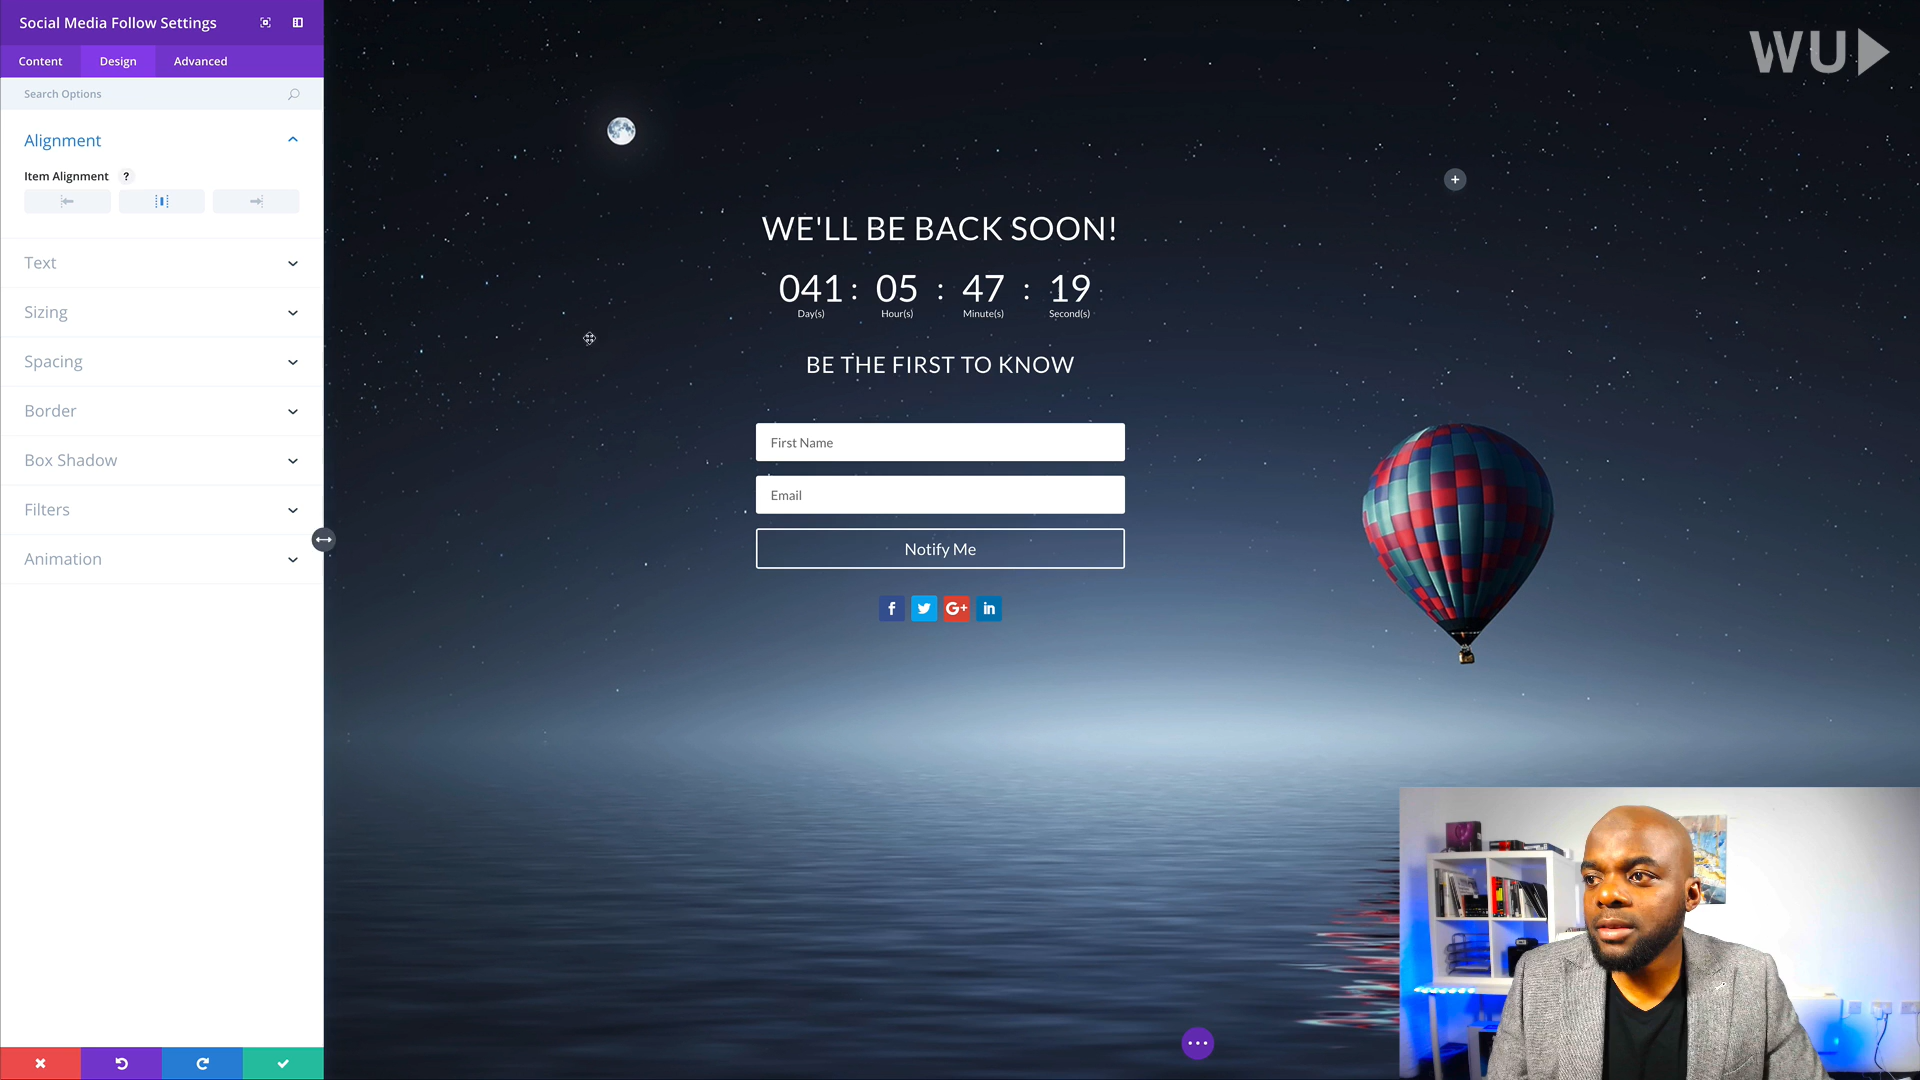 Social Media Follow Settings
Content
Design
Advanced
Search Options
Alignment
Item Alignment ?
Text
Sizing
Spacing
Border
Box Shadow
Filters
Animation
WU
WE'LL BE BACK SOON!
041 : 05 : 47 : 19
Day(s) Hour(s) Minute(s) Second(s)
BE THE FIRST TO KNOW
First Name
Email
Notify Me
f G+ in